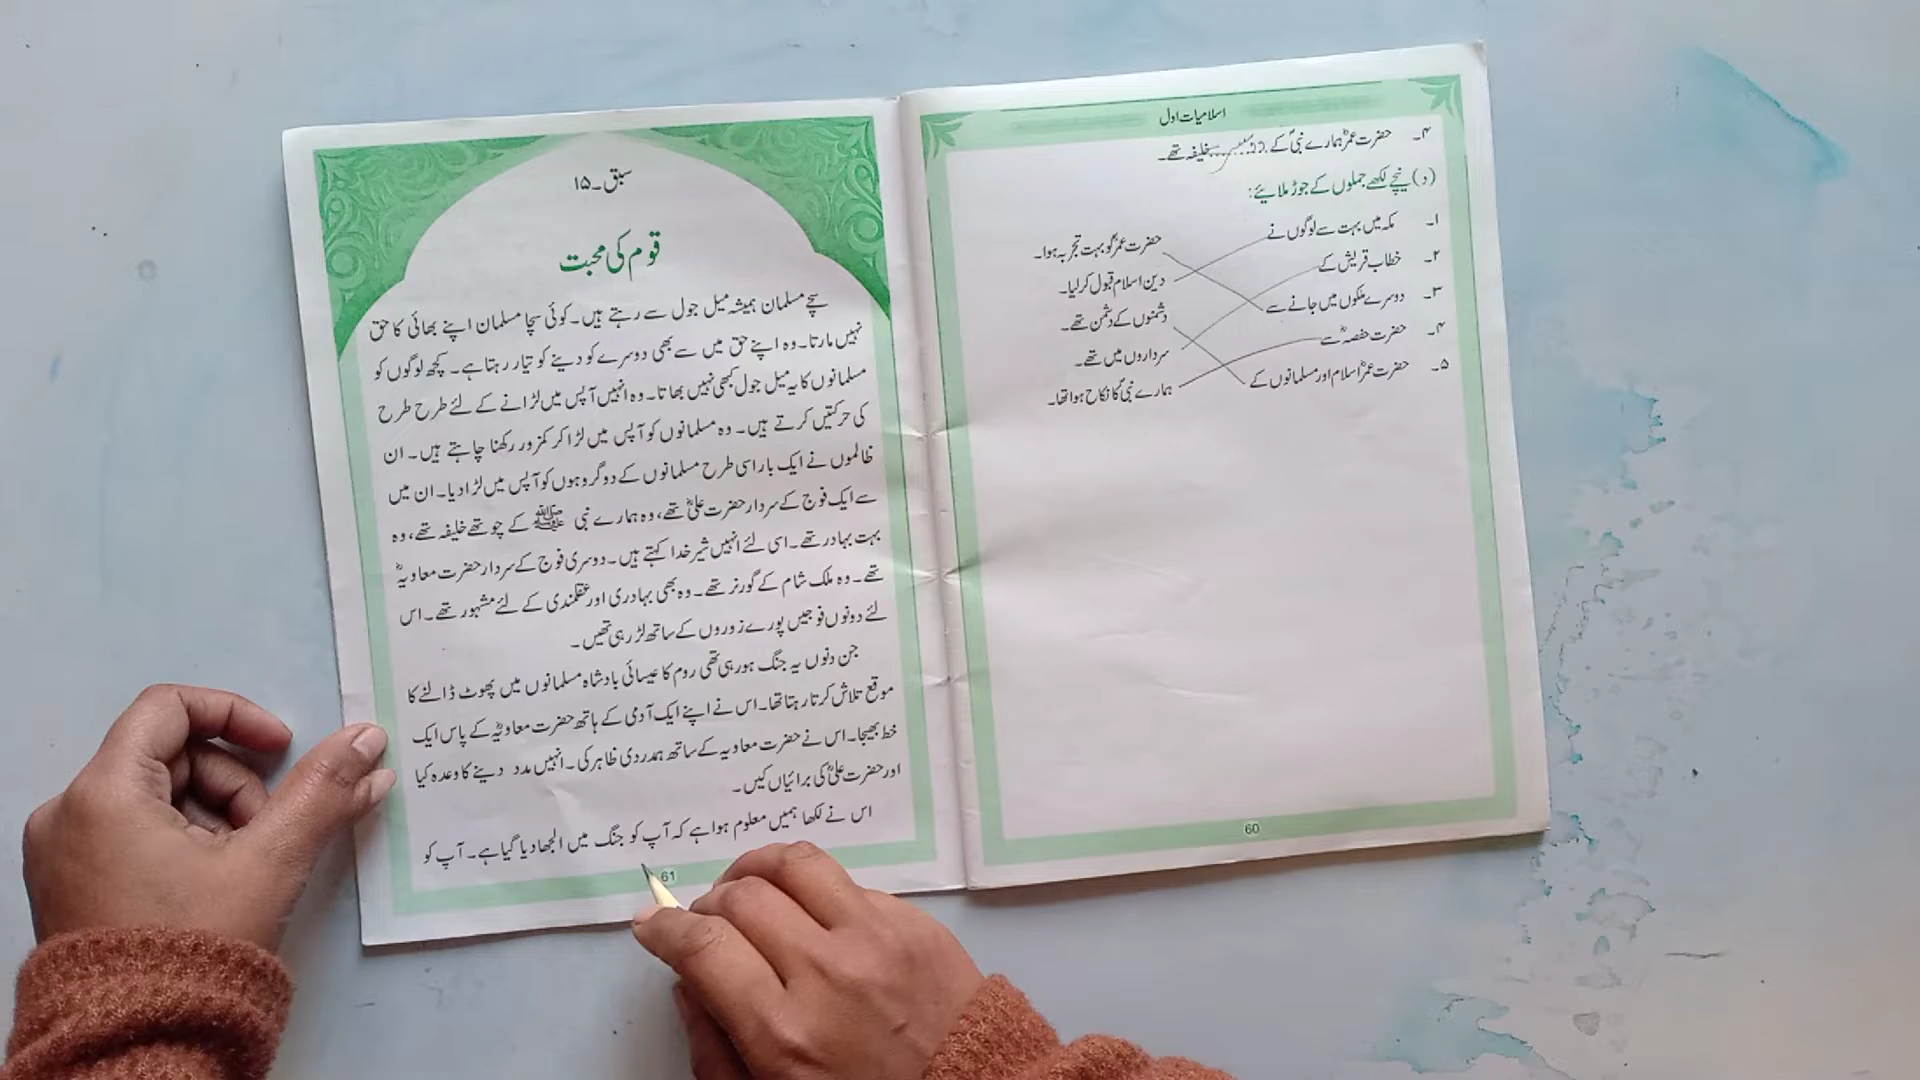 اسلامیات اول
۴۔ حضرت عمرؓ ہمارے نبیؐ کے ........ خلیفہ تھے۔
(د) نیچے لکھے جملوں کے جوڑ ملائیے:
۱۔ مکہ میں بہت سے لوگوں نے
حضرت عمرؓ کو بہت تجربہ ہوا۔
۲۔ خطاب قریش کے
دین اسلام قبول کرلیا۔
۳۔ دوسرے ملکوں میں جانے سے
دشمنوں کے دشمن تھے۔
۴۔ حضرت حفصہؓ سے
سرداروں میں تھے۔
۵۔ حضرت عمرؓ اسلام اور مسلمانوں کے
ہمارے نبیؐ کا نکاح ہوا تھا۔
60
سبق۔۱۵
قوم کی محبت
سچے مسلمان ہمیشہ میل جول سے رہتے ہیں۔ کوئی سچا مسلمان اپنے بھائی کا حق
نہیں مارتا۔ وہ اپنے حق میں سے بھی دوسرے کو دینے کو تیار رہتا ہے۔ کچھ لوگوں کو
مسلمانوں کا یہ میل جول کبھی نہیں بھاتا۔ وہ انہیں آپس میں لڑانے کے لئے طرح طرح
کی حرکتیں کرتے ہیں۔ وہ مسلمانوں کو آپس میں لڑا کر کمزور رکھنا چاہتے ہیں۔ ان
ظالموں نے ایک بار اسی طرح مسلمانوں کے دو گروہوں کو آپس میں لڑا دیا۔ ان میں
سے ایک فوج کے سردار حضرت علیؓ تھے، وہ ہمارے نبی ﷺ کے چوتھے خلیفہ تھے، وہ
بہت بہادر تھے۔ اسی لئے انہیں شیر خدا کہتے ہیں۔ دوسری فوج کے سردار حضرت معاویہؓ
تھے۔ وہ ملک شام کے گورنر تھے۔ وہ بھی بہادری اور عقلمندی کے لئے مشہور تھے۔ اس
لئے دونوں فوجیں پورے زوروں کے ساتھ لڑ رہی تھیں۔
جن دنوں یہ جنگ ہو رہی تھی روم کا عیسائی بادشاہ مسلمانوں میں پھوٹ ڈالنے کا
موقع تلاش کرتا رہتا تھا۔ اس نے اپنے ایک آدمی کے ہاتھ حضرت معاویہؓ کے پاس ایک
خط بھیجا۔ اس نے حضرت معاویہ کے ساتھ ہمدردی ظاہر کی۔ انہیں مدد دینے کا وعدہ کیا
اور حضرت علیؓ کی برائیاں کیں۔
اس نے لکھا ہمیں معلوم ہوا ہے کہ آپ کو جنگ میں الجھا دیا گیا ہے۔ آپ کو
61